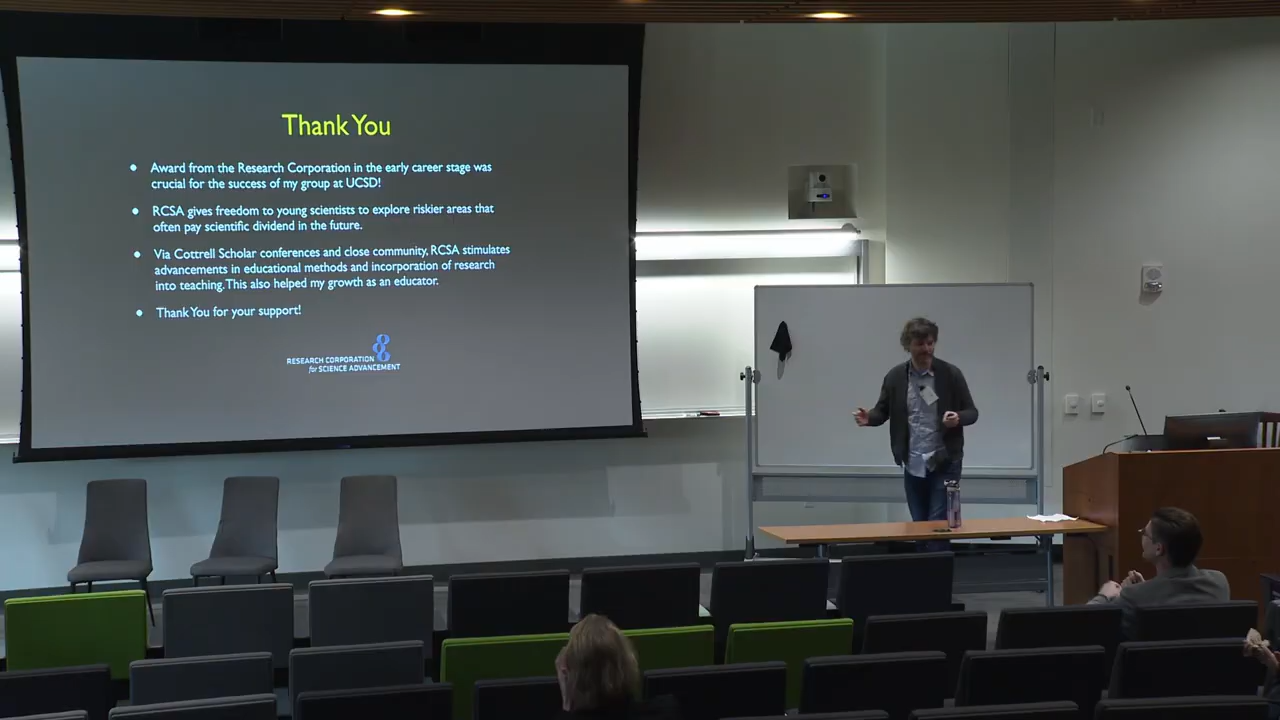 Thank You
Award from the Research Corporation in the early career stage was
crucial for the success of my group at UCSD!
RCSA gives freedom to young scientists to explore riskier areas that
often pay scientific dividend in the future.
Via Cottrell Scholar conferences and close community, RCSA stimulates
advancements in educational methods and incorporation of research
into teaching. This also helped my growth as an educator.
Thank You for your support!
RESEARCH CORPORATION
for SCIENCE ADVANCEMENT